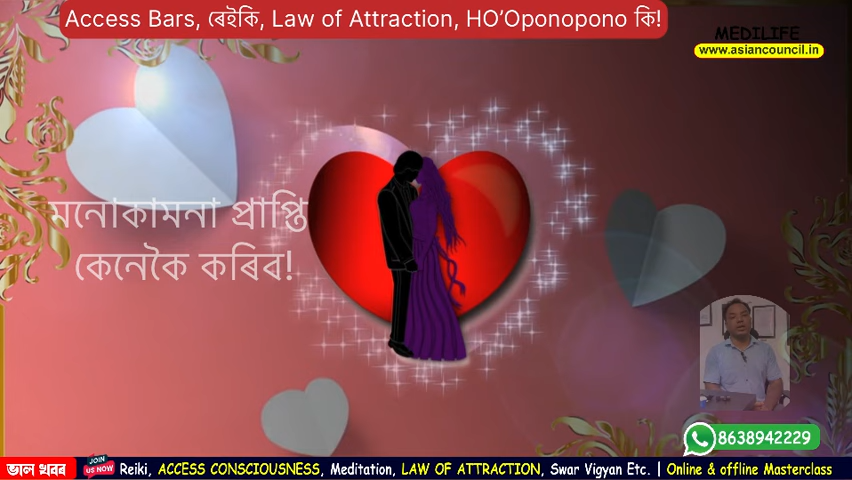 Access Bars, ৰেইকি, Law of Attraction, HO’Oponopono কি!
MEDILIFE
www.asiancouncil.in
মনোকামনা প্ৰাপ্তি
কেনেকৈ কৰিব!
8638942229
ভাল খবৰ
JOIN
US NOW
Reiki, ACCESS CONSCIOUSNESS, Meditation, LAW OF ATTRACTION, Swar Vigyan Etc. | Online & offline Masterclass